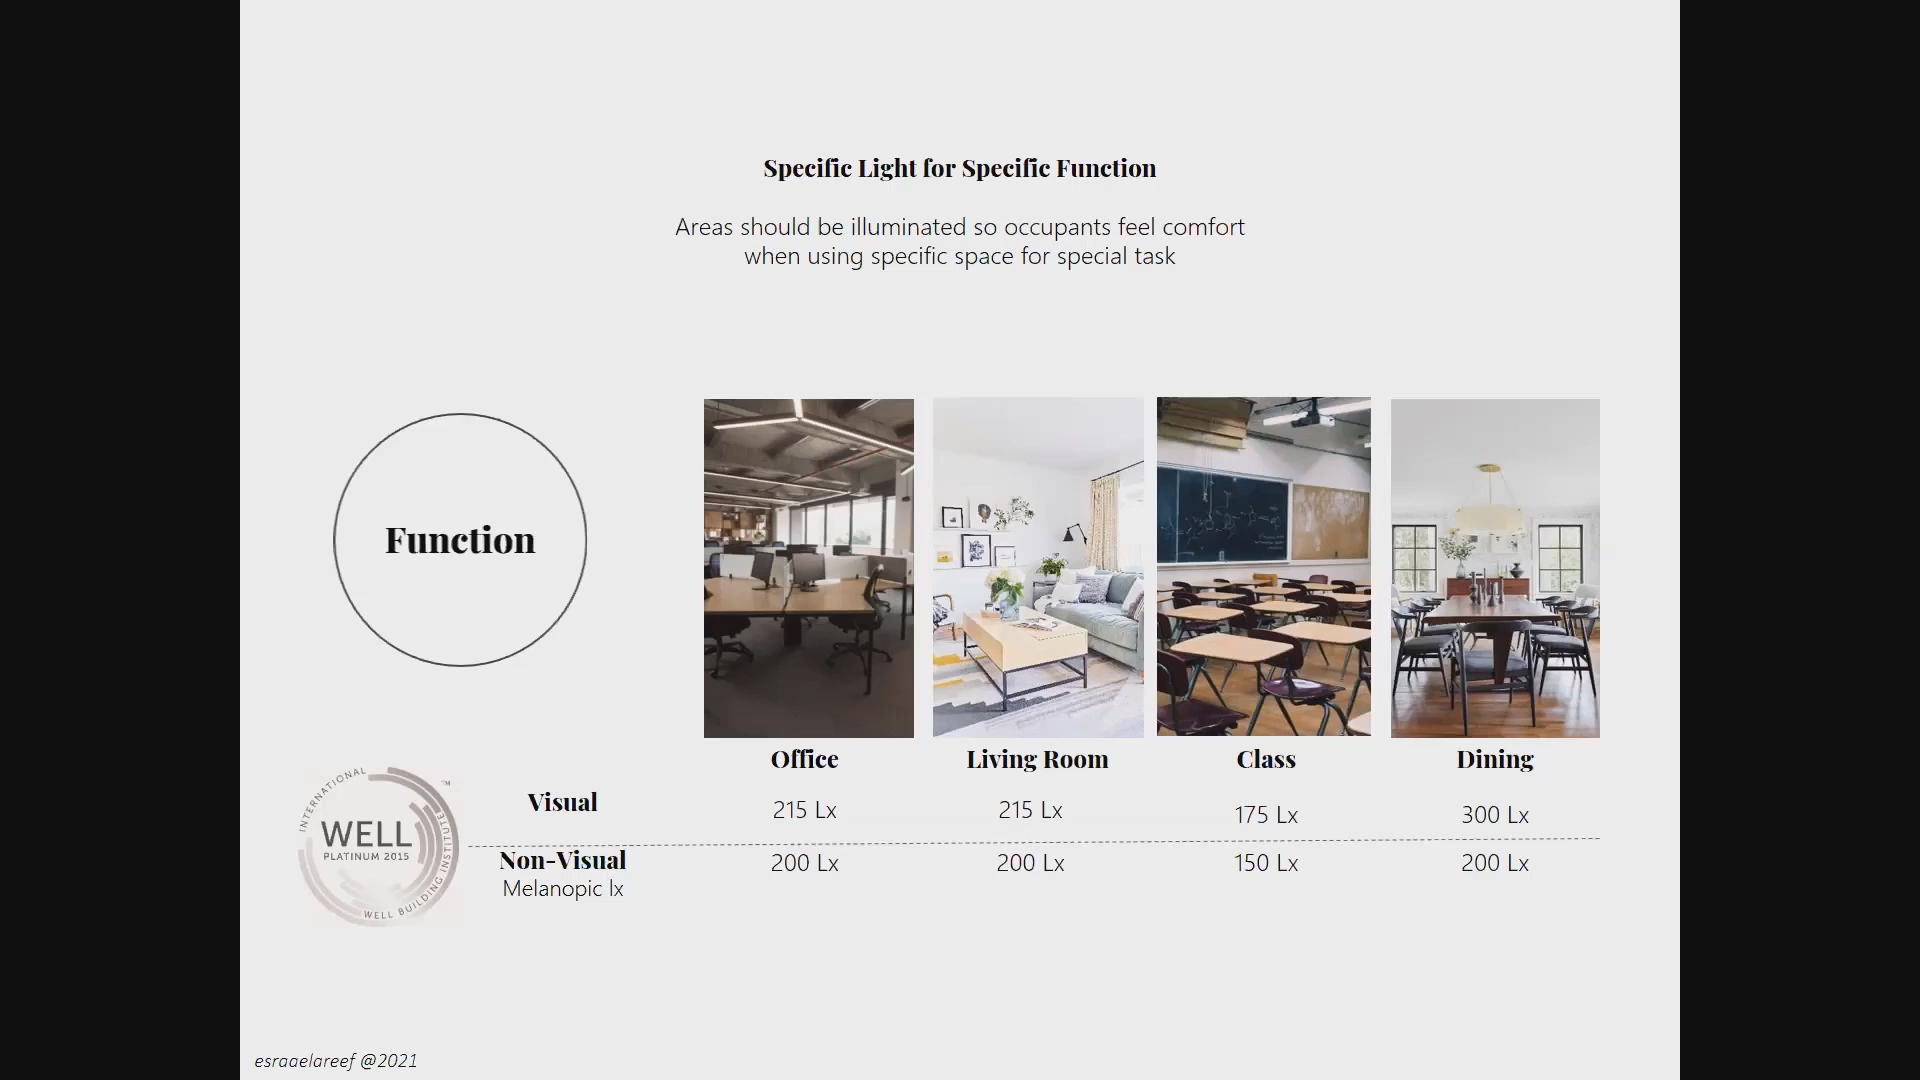 Specific Light for Specific Function
Areas should be illuminated so occupants feel comfort
when using specific space for special task
Function
Office
Living Room
Class
Dining
Visual
215 Lx
215 Lx
175 Lx
300 Lx
Non-Visual
Melanopic lx
200 Lx
200 Lx
150 Lx
200 Lx
INTERNATIONAL
WELL
PLATINUM 2015
WELL BUILDING INSTITUTE
TM
esraaelareef @2021